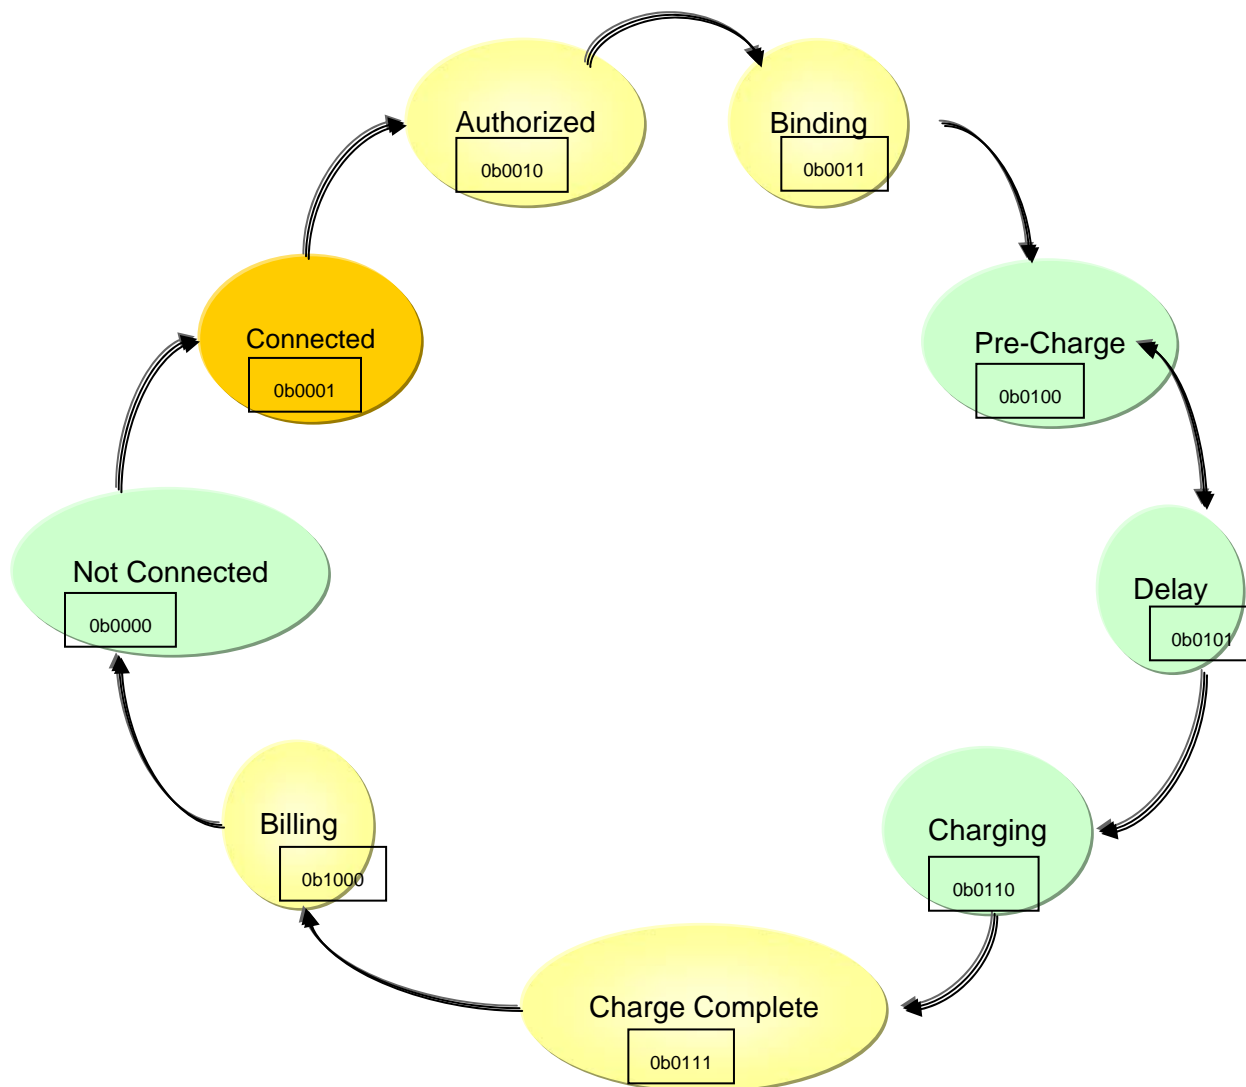 Authorized
0b0010
Binding
0b0011
Connected
0b0001
Pre-Charge
0b0100
Not Connected
0b0000
Delay
0b0101
Billing
0b1000
Charging
0b0110
Charge Complete
0b0111